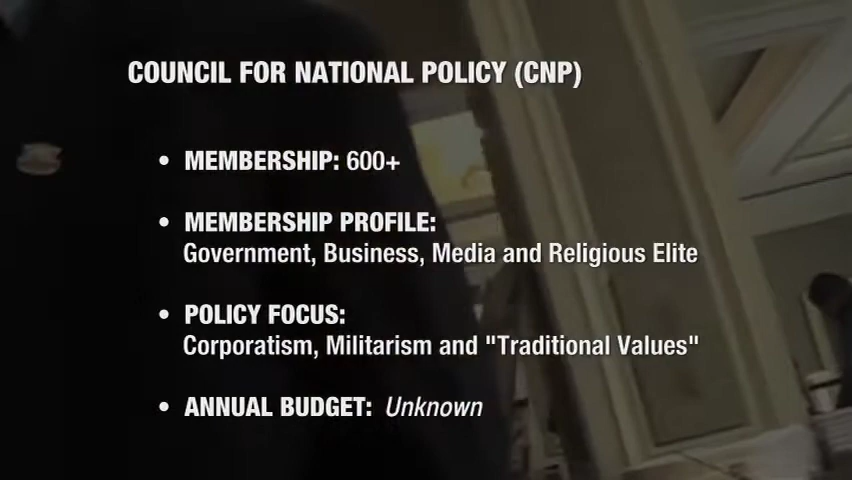 COUNCIL FOR NATIONAL POLICY (CNP)
• MEMBERSHIP: 600+
• MEMBERSHIP PROFILE:
Government, Business, Media and Religious Elite
• POLICY FOCUS:
Corporatism, Militarism and "Traditional Values"
• ANNUAL BUDGET: Unknown